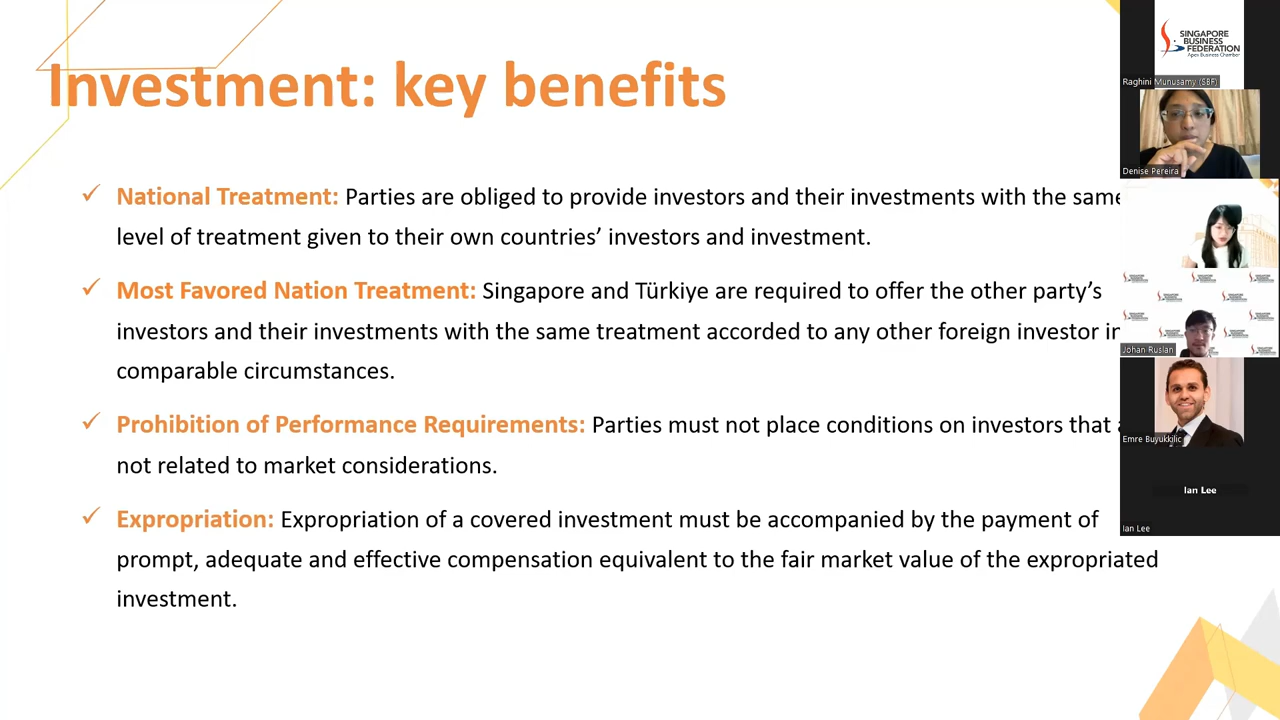 Investment: key benefits
National Treatment: Parties are obliged to provide investors and their investments with the same
level of treatment given to their own countries’ investors and investment.
Most Favored Nation Treatment: Singapore and Türkiye are required to offer the other party’s
investors and their investments with the same treatment accorded to any other foreign investor in
comparable circumstances.
Prohibition of Performance Requirements: Parties must not place conditions on investors that
not related to market considerations.
Expropriation: Expropriation of a covered investment must be accompanied by the payment of
prompt, adequate and effective compensation equivalent to the fair market value of the expropriated
investment.
SINGAPORE
BUSINESS
FEDERATION
Apex Business Chamber
Raghini Munusamy (SBF)
Denise Pereira
Johan Ruslan
Emre Buyukkilic
Ian Lee
Ian Lee